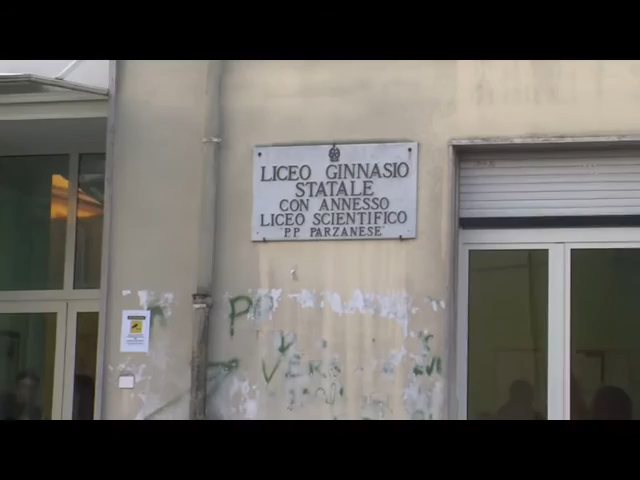 LICEO GINNASIO
STATALE
CON ANNESSO
LICEO SCIENTIFICO
P.P PARZANESE